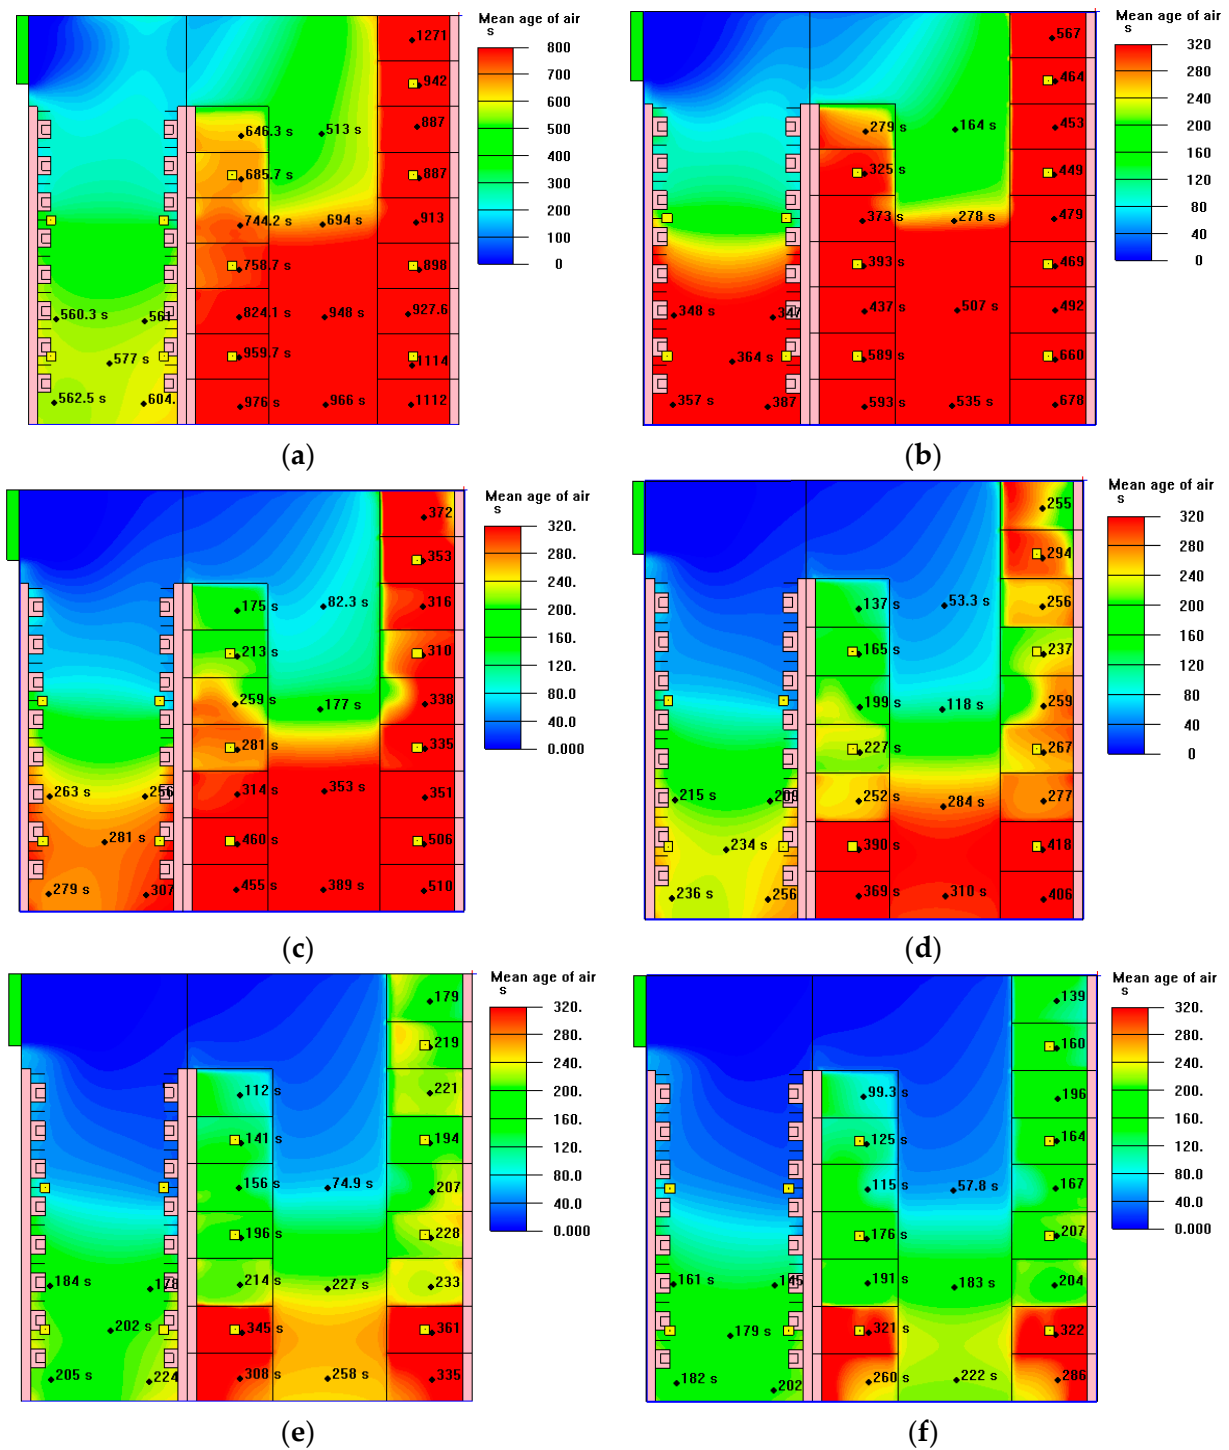 Mean age of air
s
800
700
600
500
400
300
200
100
0
1271
942
887
887
913
898
927.6
1114
1112
646.3 s
685.7 s
744.2 s
758.7 s
824.1 s
959.7 s
976 s
513 s
694 s
948 s
966 s
560.3 s
561
577 s
562.5 s
604.
(a)
Mean age of air
s
320
280
240
200
160
120
80
40
0
567
464
453
449
479
469
492
660
678
279 s
325 s
373 s
393 s
437 s
589 s
593 s
164 s
278 s
507 s
535 s
348 s
347
364 s
357 s
387
(b)
Mean age of air
s
320.
280.
240.
200.
160.
120.
80.0
40.0
0.000
372
353
316
310
338
335
351
506
510
175 s
213 s
259 s
281 s
314 s
460 s
455 s
82.3 s
177 s
353 s
389 s
263 s
256
281 s
279 s
307
(c)
Mean age of air
s
320
280
240
200
160
120
80
40
0
255
294
256
237
259
267
277
418
406
137 s
165 s
199 s
227 s
252 s
390 s
369 s
53.3 s
118 s
284 s
310 s
215 s
209
234 s
236 s
256
(d)
Mean age of air
s
320.
280.
240.
200.
160.
120.
80.0
40.0
0.000
179
219
221
194
207
228
233
361
335
112 s
141 s
156 s
196 s
214 s
345 s
308 s
74.9 s
227 s
258 s
184 s
178
202 s
205 s
224
(e)
Mean age of air
s
320.
280.
240.
200.
160.
120.
80.0
40.0
0.000
139
160
196
164
167
207
204
322
286
99.3 s
125 s
115 s
176 s
191 s
321 s
260 s
57.8 s
183 s
222 s
161 s
145
179 s
182 s
202
(f)